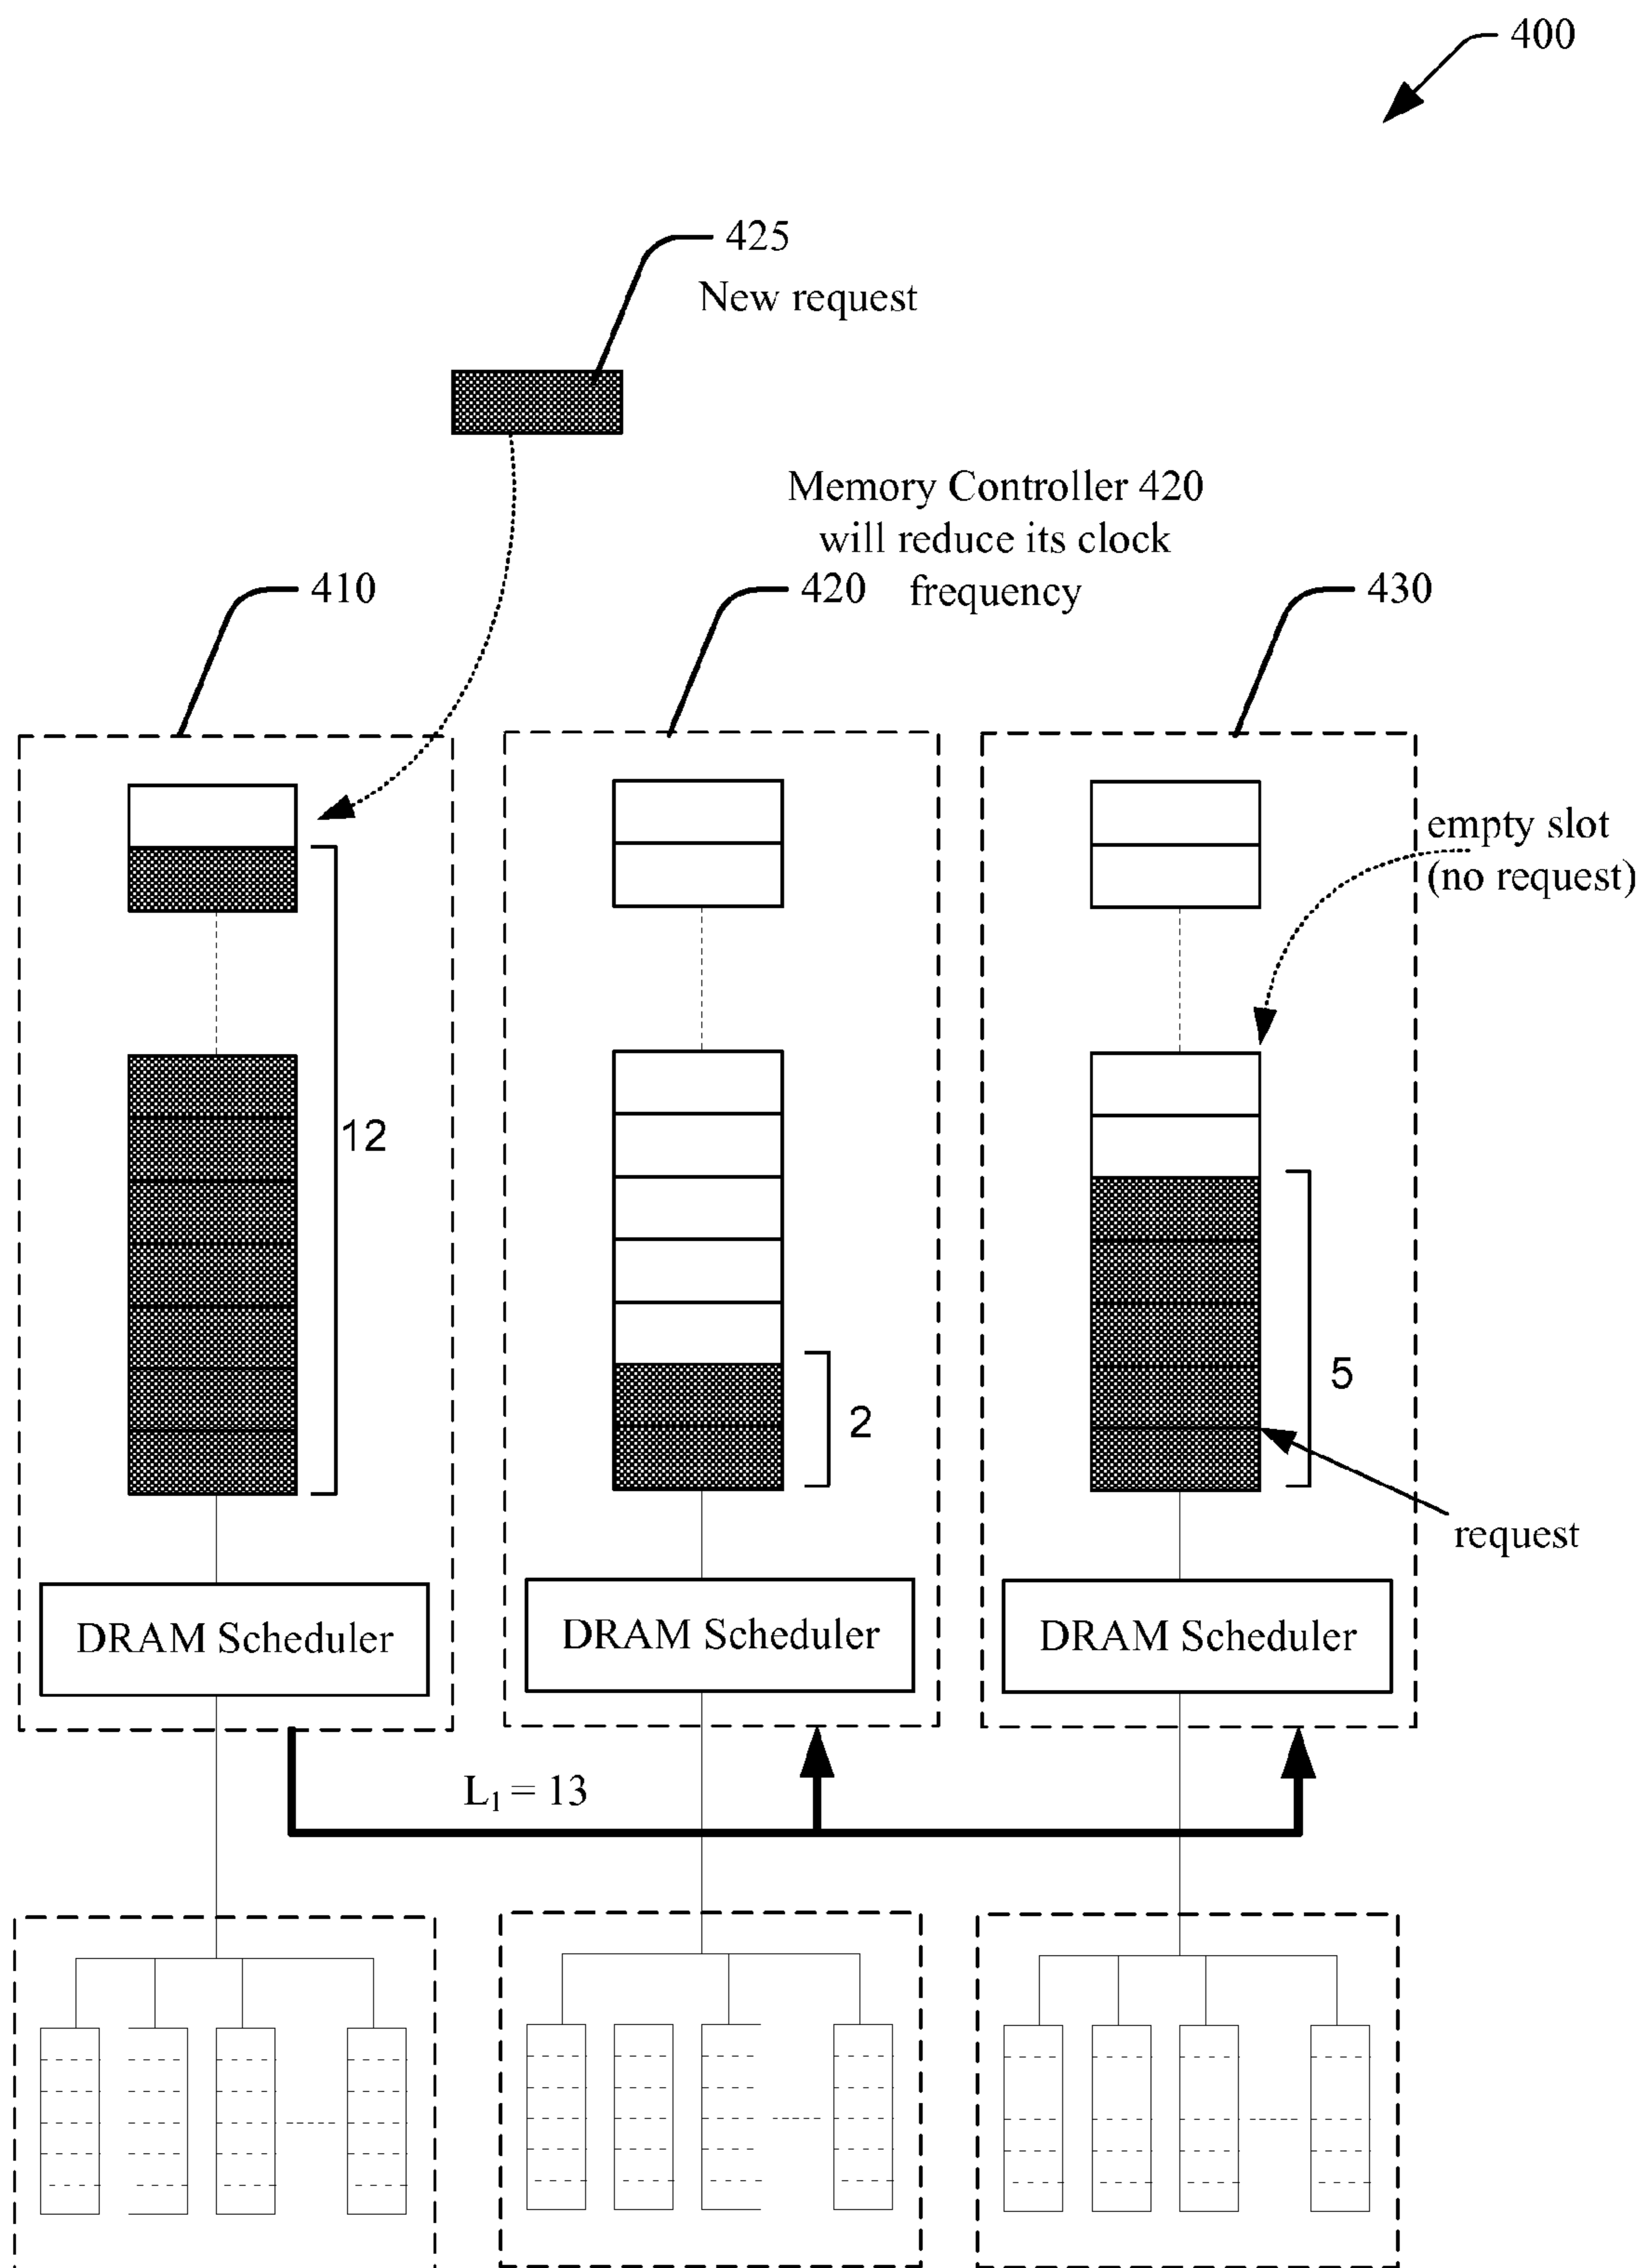 400
425
New request
Memory Controller 420
will reduce its clock
frequency
410
420
430
empty slot
(no request)
12
5
2
request
DRAM Scheduler
DRAM Scheduler
DRAM Scheduler
L₁ = 13